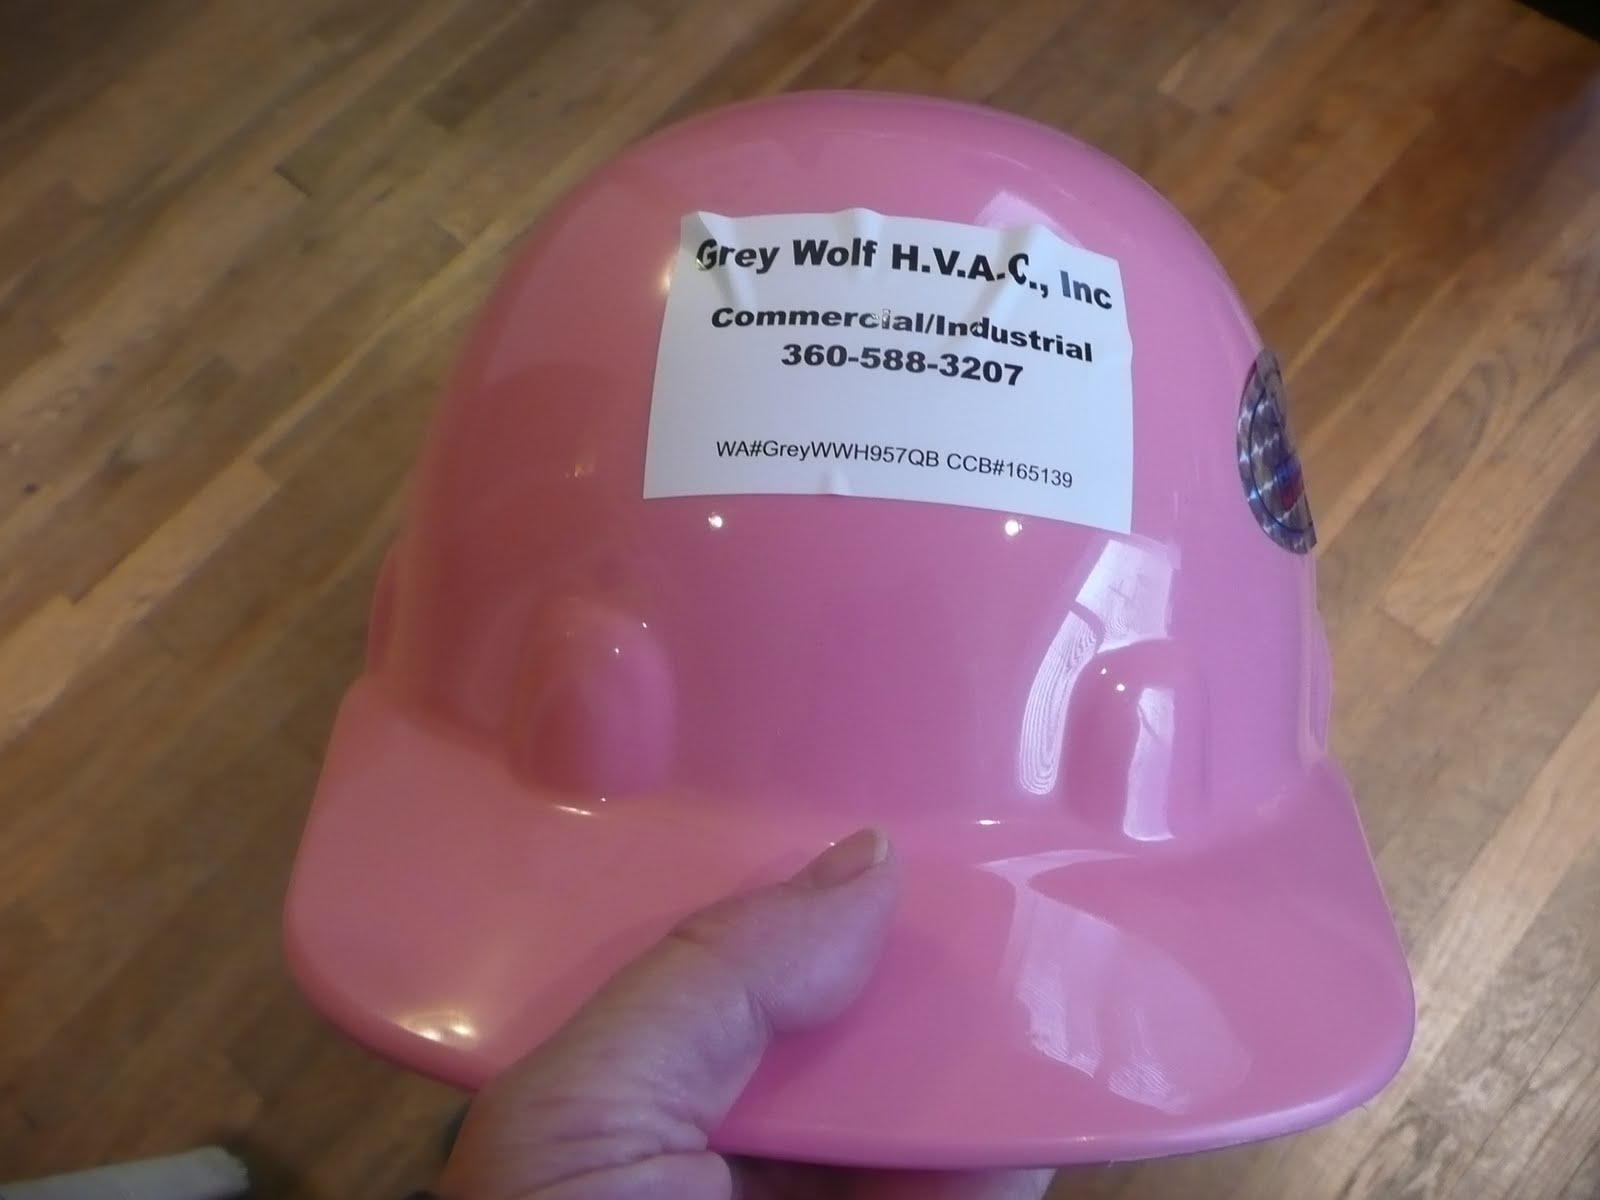 Grey Wolf H.V.A.C., Inc
Commercial/Industrial
360-588-3207
WA#GreyWWH957QB CCB#165139